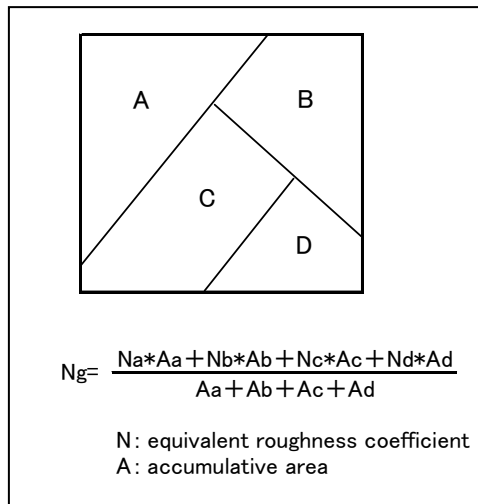 A
B
C
D
Ng= Na*Aa+Nb*Ab+Nc*Ac+Nd*Ad
Aa+Ab+Ac+Ad
N: equivalent roughness coefficient
A: accumulative area